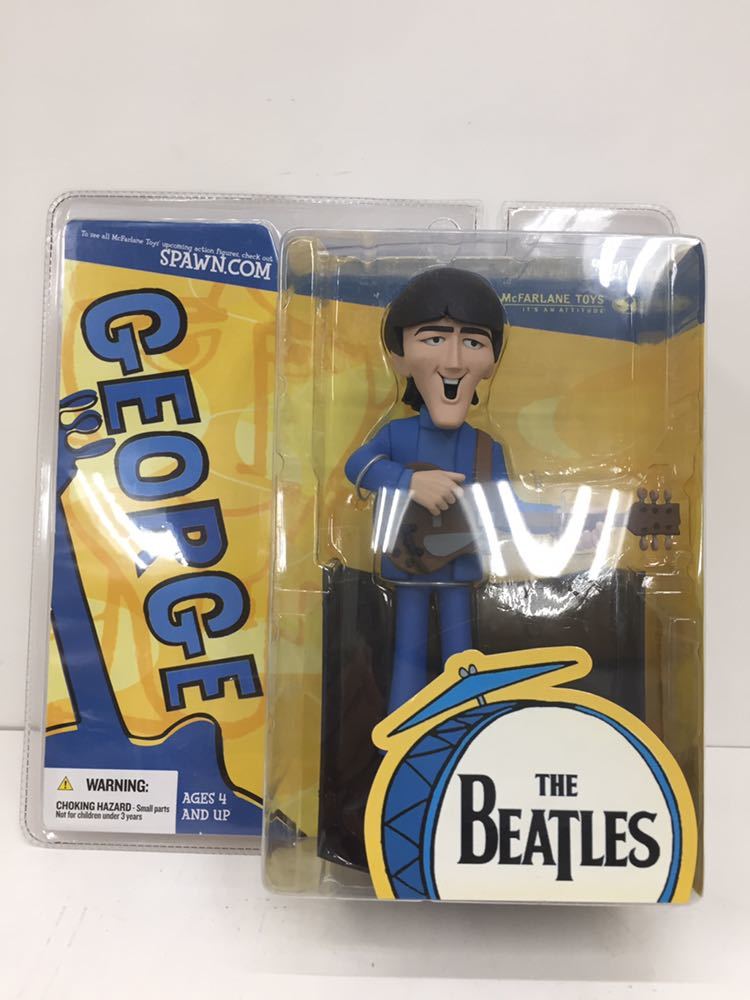 To see all McFarlane Toys' upcoming action figures, check out
SPAWN.COM
McFARLANE TOYS
IT'S AN ATTITUDE
GEORGE
WARNING:
CHOKING HAZARD - Small parts
Not for children under 3 years
AGES 4
AND UP
THE
BEATLES